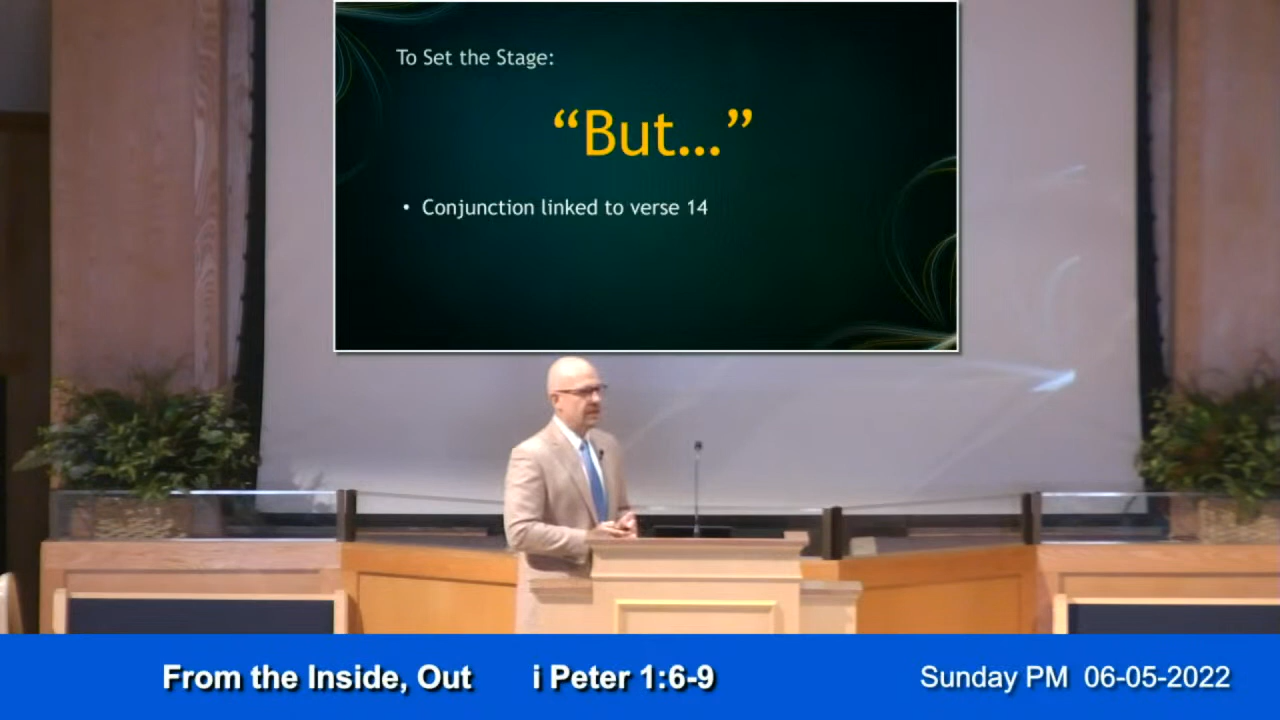 To Set the Stage:
“But...”
• Conjunction linked to verse 14
From the Inside, Out i Peter 1:6-9 Sunday PM 06-05-2022